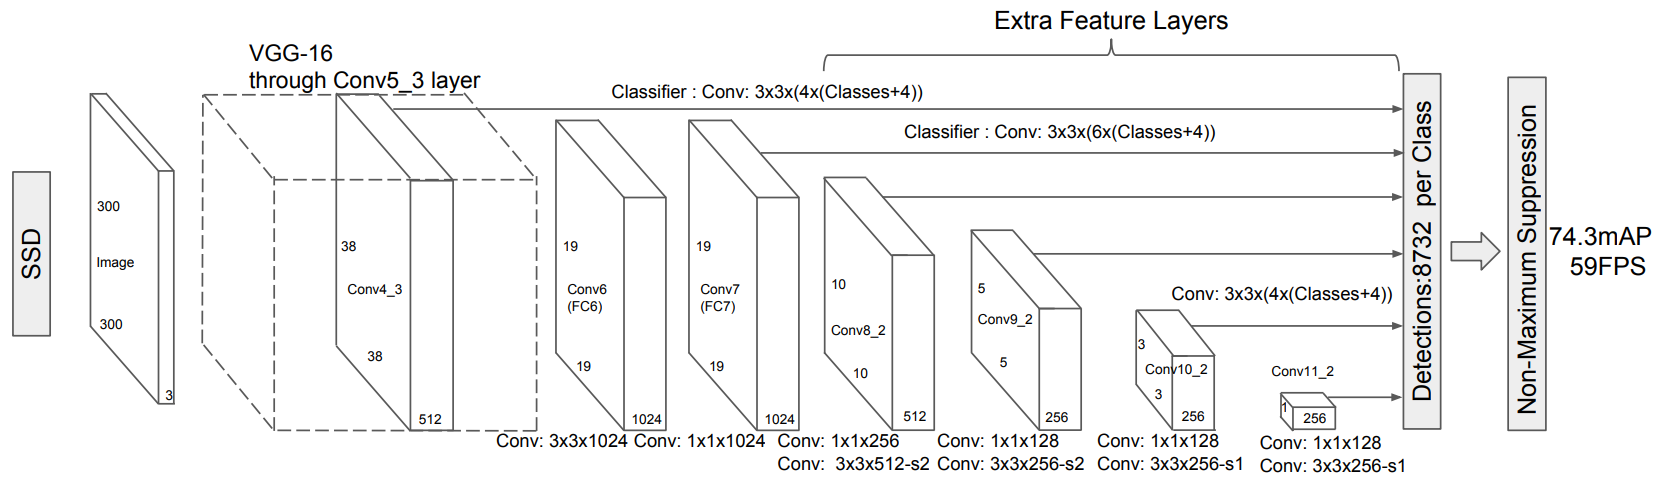 Extra Feature Layers
VGG-16
through Conv5_3 layer
Classifier : Conv: 3x3x(4x(Classes+4))
Classifier : Conv: 3x3x(6x(Classes+4))
SSD
300
Image
300
3
38
Conv4_3
38
512
19
Conv6
(FC6)
19
1024
19
Conv7
(FC7)
19
1024
10
Conv8_2
10
512
5
Conv9_2
5
256
Conv: 3x3x(4x(Classes+4))
3
Conv10_2
3
256
Conv11_2
1
256
Detections:8732 per Class
Non-Maximum Suppression
74.3mAP
59FPS
Conv: 3x3x1024
Conv: 1x1x1024
Conv: 1x1x256
Conv: 3x3x512-s2
Conv: 1x1x128
Conv: 3x3x256-s2
Conv: 1x1x128
Conv: 3x3x256-s1
Conv: 1x1x128
Conv: 3x3x256-s1